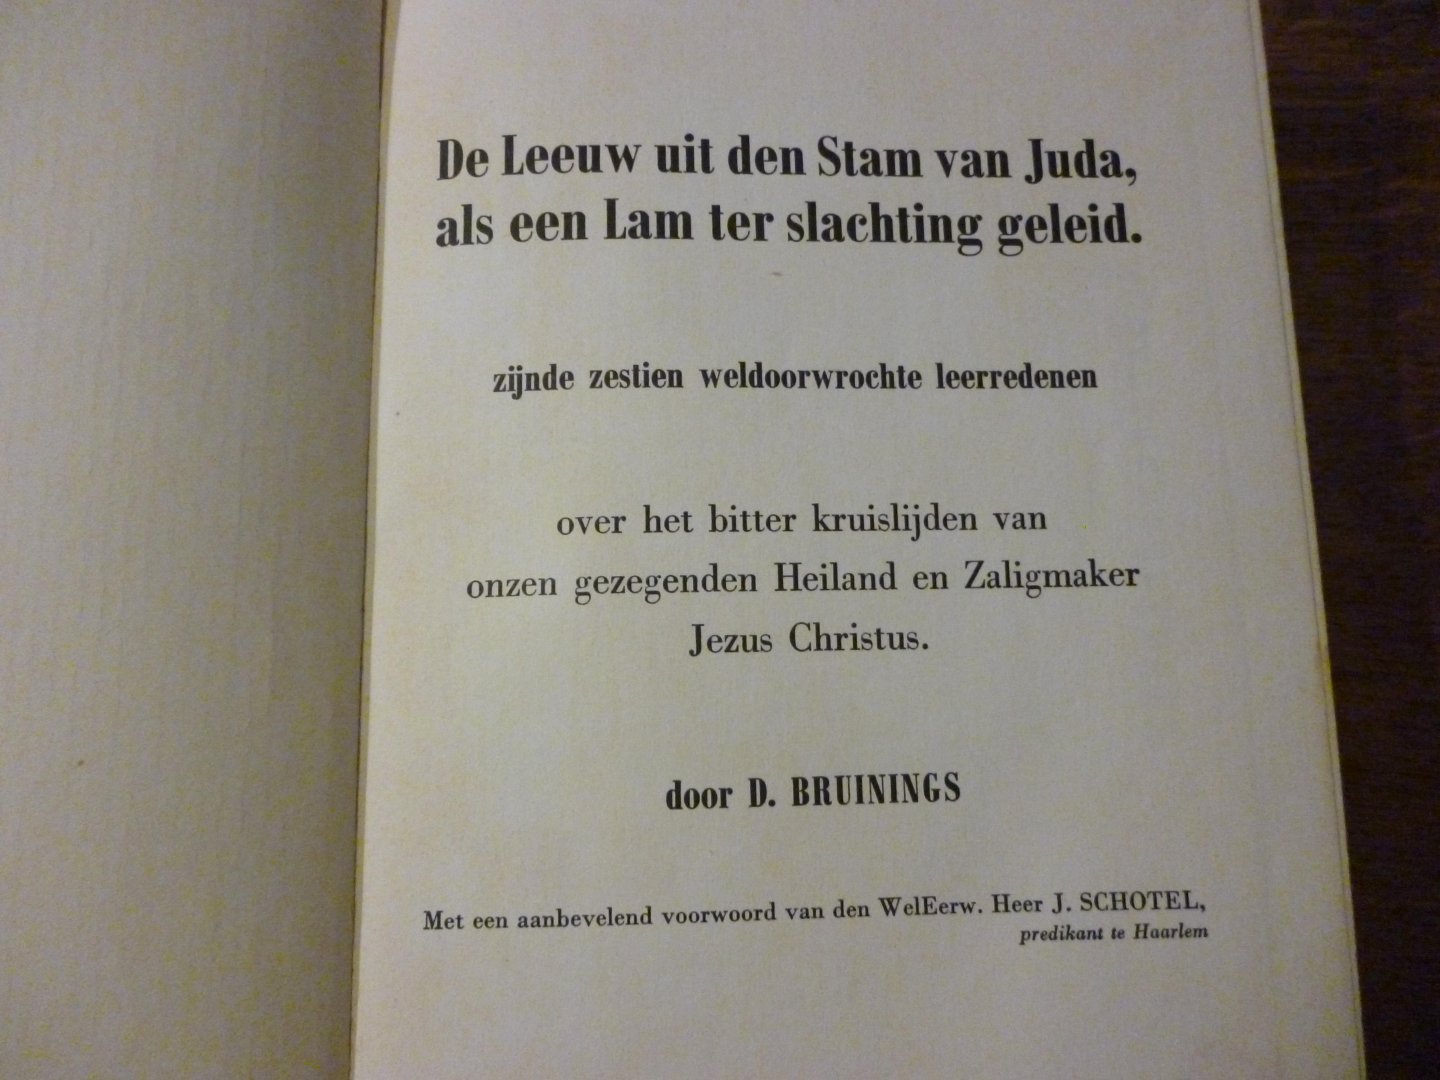 De Leeuw uit den Stam van Juda,
als een Lam ter slachting geleid.
zijnde zestien weldoorwrochte leerredenen
over het bitter kruislijden van
onzen gezegenden Heiland en Zaligmaker
Jezus Christus.
door D. BRUININGS
Met een aanbevelend voorwoord van den WelEerw. Heer J. SCHOTEL,
predikant te Haarlem